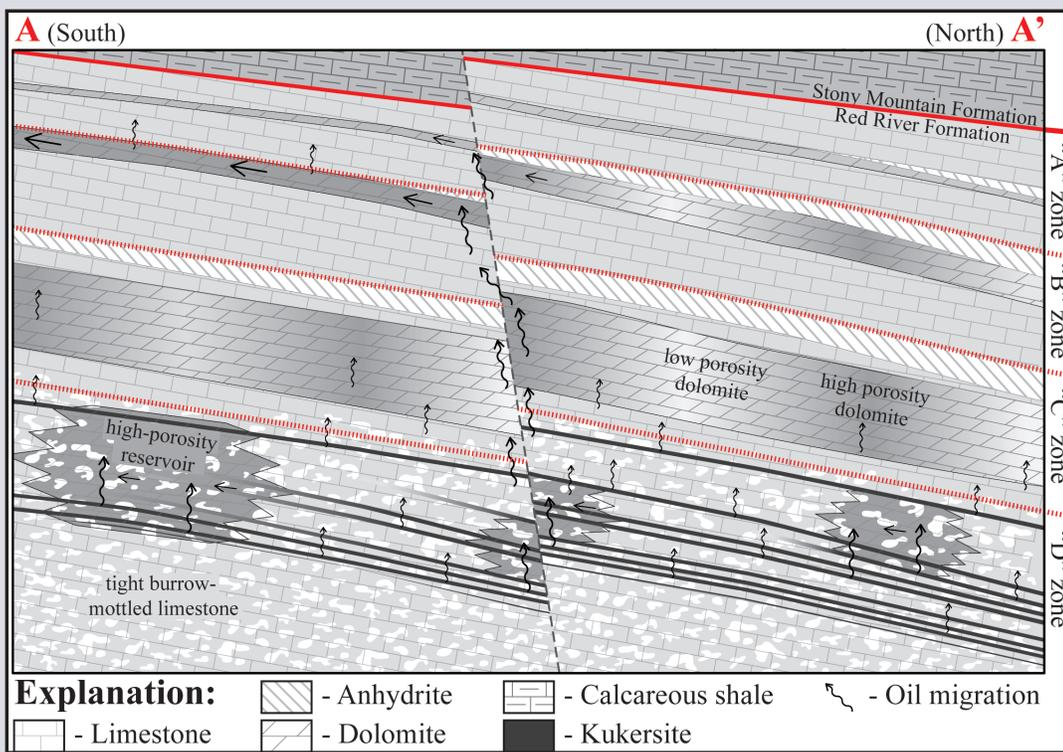 A (South)
(North) A’
Stony Mountain Formation
Red River Formation
"A" zone
"B" zone
"C" zone
"D" zone
low porosity
dolomite
high porosity
dolomite
high-porosity
reservoir
tight burrow-
mottled limestone
Explanation:
- Anhydrite
- Calcareous shale
- Oil migration
- Limestone
- Dolomite
- Kukersite